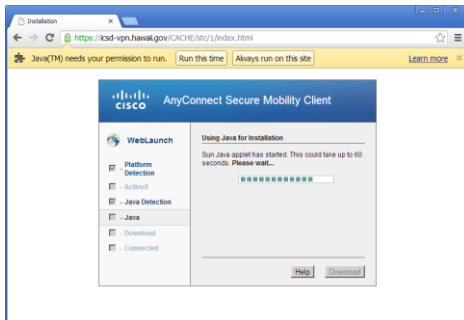 Installation
https://icsd-vpn.hawaii.gov/CACHE/stc/1/index.html
Java(TM) needs your permission to run. Run this time Always run on this site Learn more
CISCO AnyConnect Secure Mobility Client
WebLaunch
- Platform
Detection
- ActiveX
- Java Detection
- Java
- Download
- Connected
Using Java for Installation
Sun Java applet has started. This could take up to 60
seconds. Please wait...
Help Download